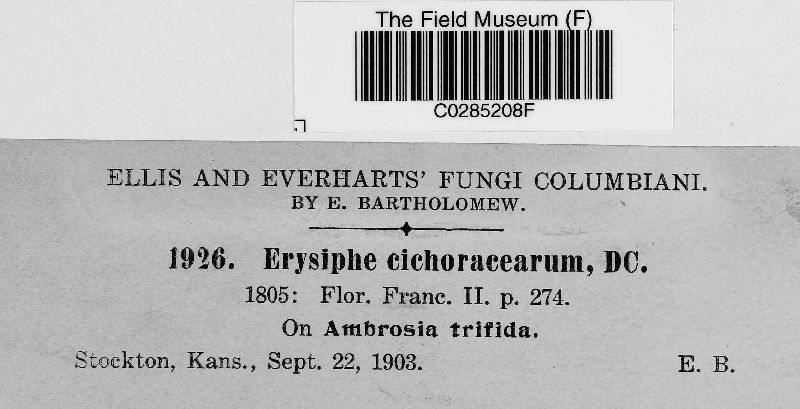 The Field Museum (F)
C0285208F
ELLIS AND EVERHARTS' FUNGI COLUMBIANI.
BY E. BARTHOLOMEW.
1926. Erysiphe cichoracearum, DC.
1805: Flor. Franc. II. p. 274.
On Ambrosia trifida.
Stockton, Kans., Sept. 22, 1903. E. B.